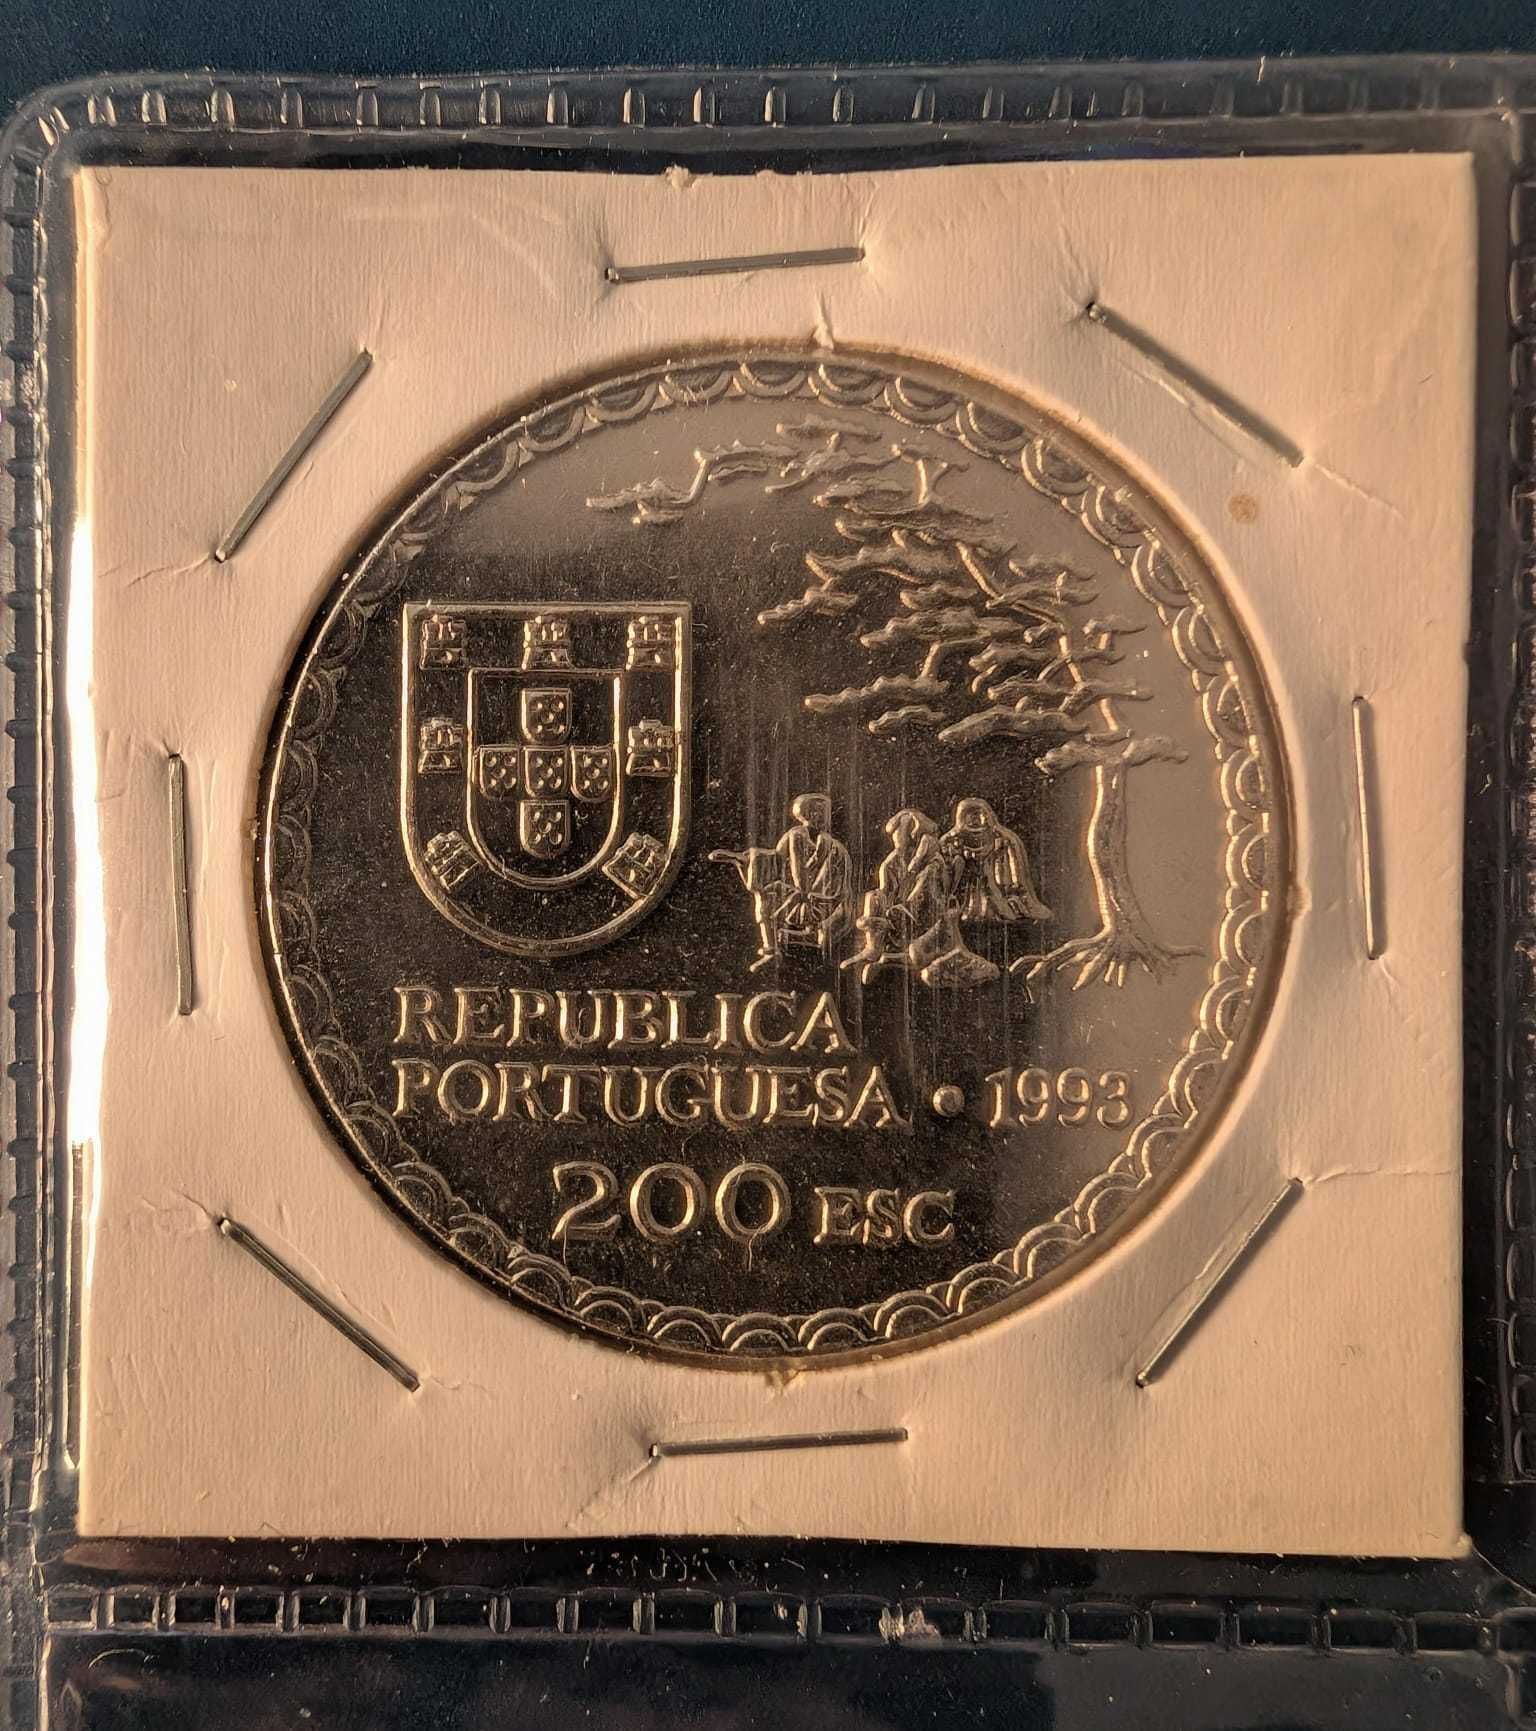 REPUBLICA
PORTUGUESA • 1993
200 ESC